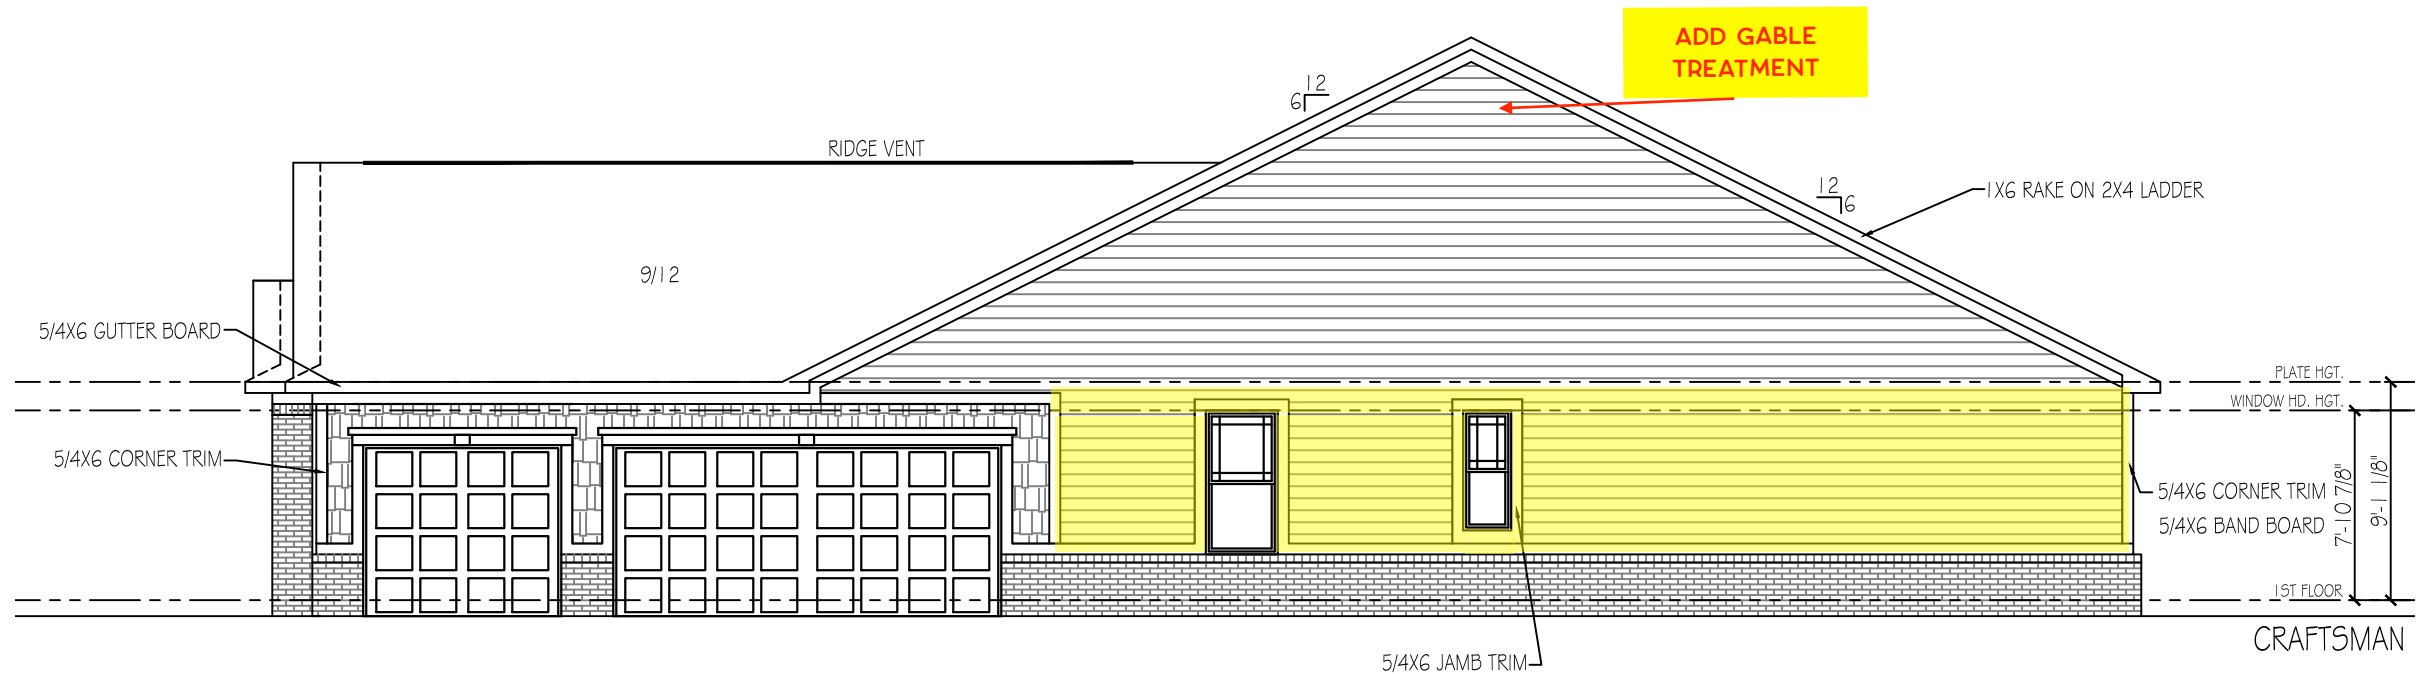 ADD GABLE
TREATMENT
12
6
RIDGE VENT
12
6
1X6 RAKE ON 2X4 LADDER
9/12
5/4X6 GUTTER BOARD
PLATE HGT.
WINDOW HD. HGT.
5/4X6 CORNER TRIM
5/4X6 CORNER TRIM
5/4X6 BAND BOARD
7'-10 7/8"
9'-1 1/8"
1ST FLOOR
CRAFTSMAN
5/4X6 JAMB TRIM